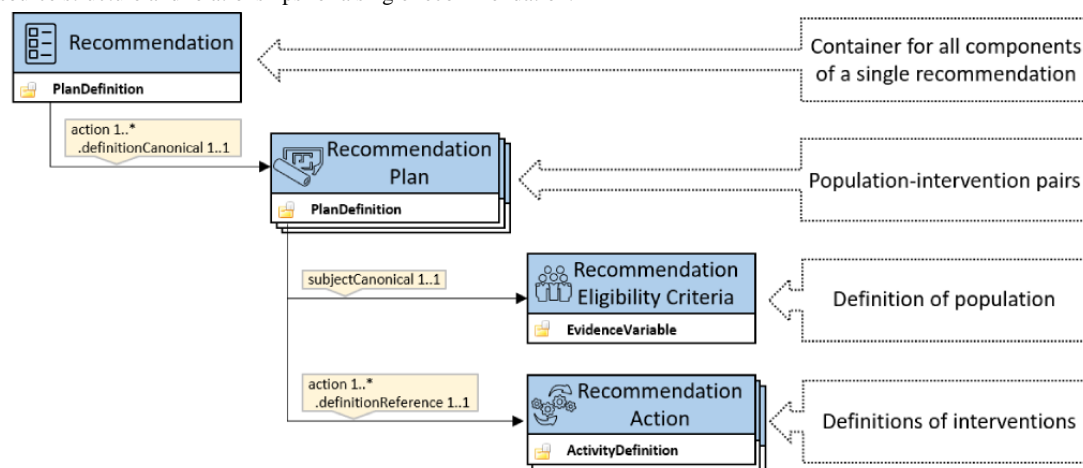 Recommendation
PlanDefinition
Container for all components
of a single recommendation
action 1..*
.definitionCanonical 1..1
Recommendation
Plan
PlanDefinition
Population-intervention pairs
subjectCanonical 1..1
Recommendation
Eligibility Criteria
EvidenceVariable
Definition of population
action 1..*
.definitionReference 1..1
Recommendation
Action
ActivityDefinition
Definitions of interventions